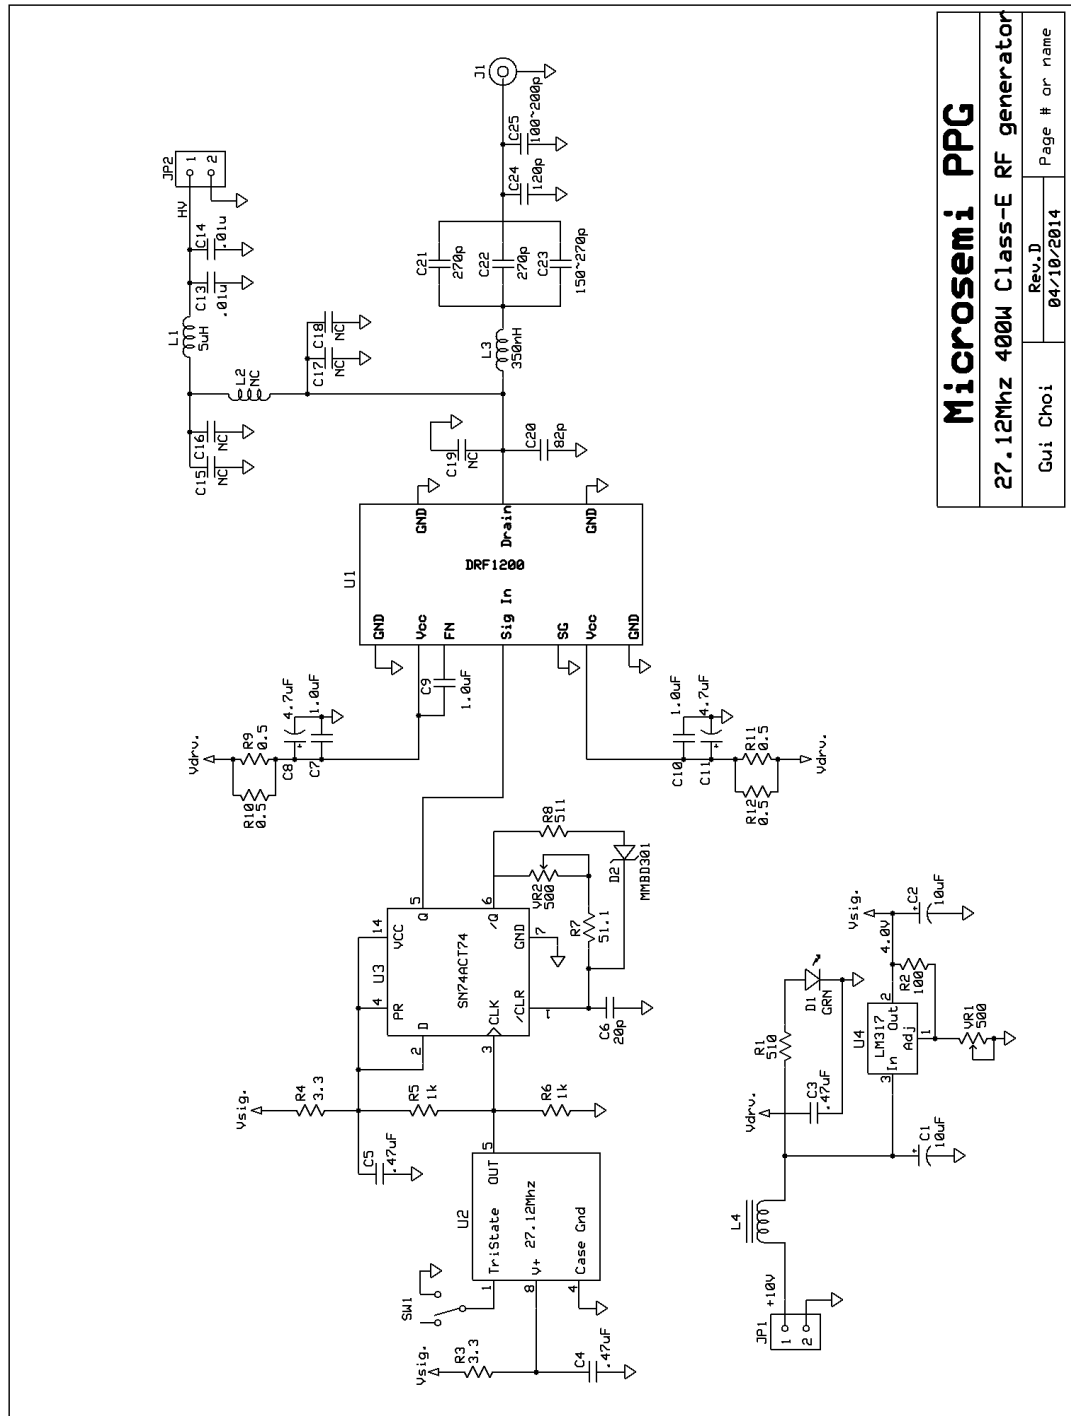 Microsemi PPG
27.12Mhz 400W Class-E RF generator
Gui Choi
Rev.D
04/10/2014
Page # or name
JP2
1
2
HV
C14
.01u
C13
.01u
L1
5uH
L2
NC
C18
NC
C17
NC
C16
NC
C15
NC
J1
C25
100~200p
C24
120p
C21
270p
C22
270p
C23
150~270p
L3
350nH
C19
NC
C20
82p
U1
DRF1200
GND
Drain
GND
GND
Vcc
FN
Sig In
SG
Vcc
GND
C9
1.0uF
Vdrv.
R9
0.5
R10
0.5
4.7uF
C8
1.0uF
C7
1.0uF
C10
4.7uF
C11
R11
0.5
R12
0.5
Vdrv.
U3
SN74ACT74
14
VCC
4
PR
2
D
3
CLK
1
/CLR
7
GND
5
Q
6
/Q
R8
511
VR2
500
R7
51.1
D2
MMBD301
C6
20p
Vsig.
R4
3.3
R5
1k
R6
1k
C5
.47uF
U2
27.12Mhz
5
OUT
TriState
1
V+
8
Case Gnd
4
SW1
Vsig.
R3
3.3
C4
.47uF
JP1
1
2
+10V
L4
Vdrv.
R1
510
D1
GRN
C3
.47uF
C1
10uF
U4
LM317
In
Out
Adj
3
2
1
4.0V
Vsig.
R2
100
VR1
500
C2
10uF